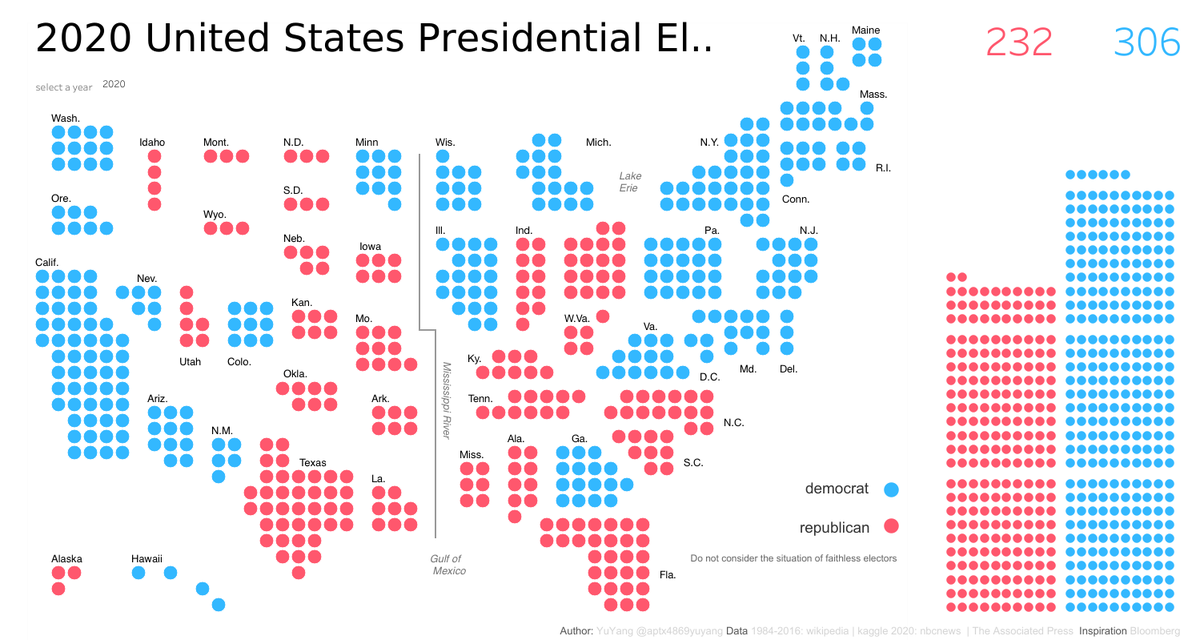 2020 United States Presidential El..
232
306
select a year 2020
Vt.
N.H.
Maine
Mass.
Wash.
Idaho
Mont.
N.D.
Minn
Wis.
Mich.
N.Y.
Lake
Erie
R.I.
S.D.
Conn.
Ore.
Wyo.
Neb.
Iowa
Ill.
Ind.
Pa.
N.J.
Calif.
Nev.
Kan.
Mo.
W.Va.
Va.
Utah
Colo.
Ky.
Md.
Del.
D.C.
Okla.
Mississippi River
Ariz.
Ark.
Tenn.
N.C.
N.M.
Ala.
Ga.
Miss.
S.C.
Texas
La.
democrat
republican
Alaska
Hawaii
Gulf of
Mexico
Do not consider the situation of faithless electors
Fla.
Author: YuYang @aptx4869yuyang Data 1984-2016: wikipedia | kaggle 2020: nbcnews | The Associated Press Inspiration Bloomberg